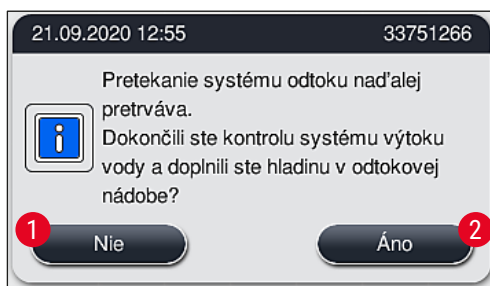 21.09.2020 12:55 33751266
Pretekanie systému odtoku naďalej
pretrváva.
Dokončili ste kontrolu systému výtoku
vody a doplnili ste hladinu v odtokovej
nádobe?
1 Nie Áno 2